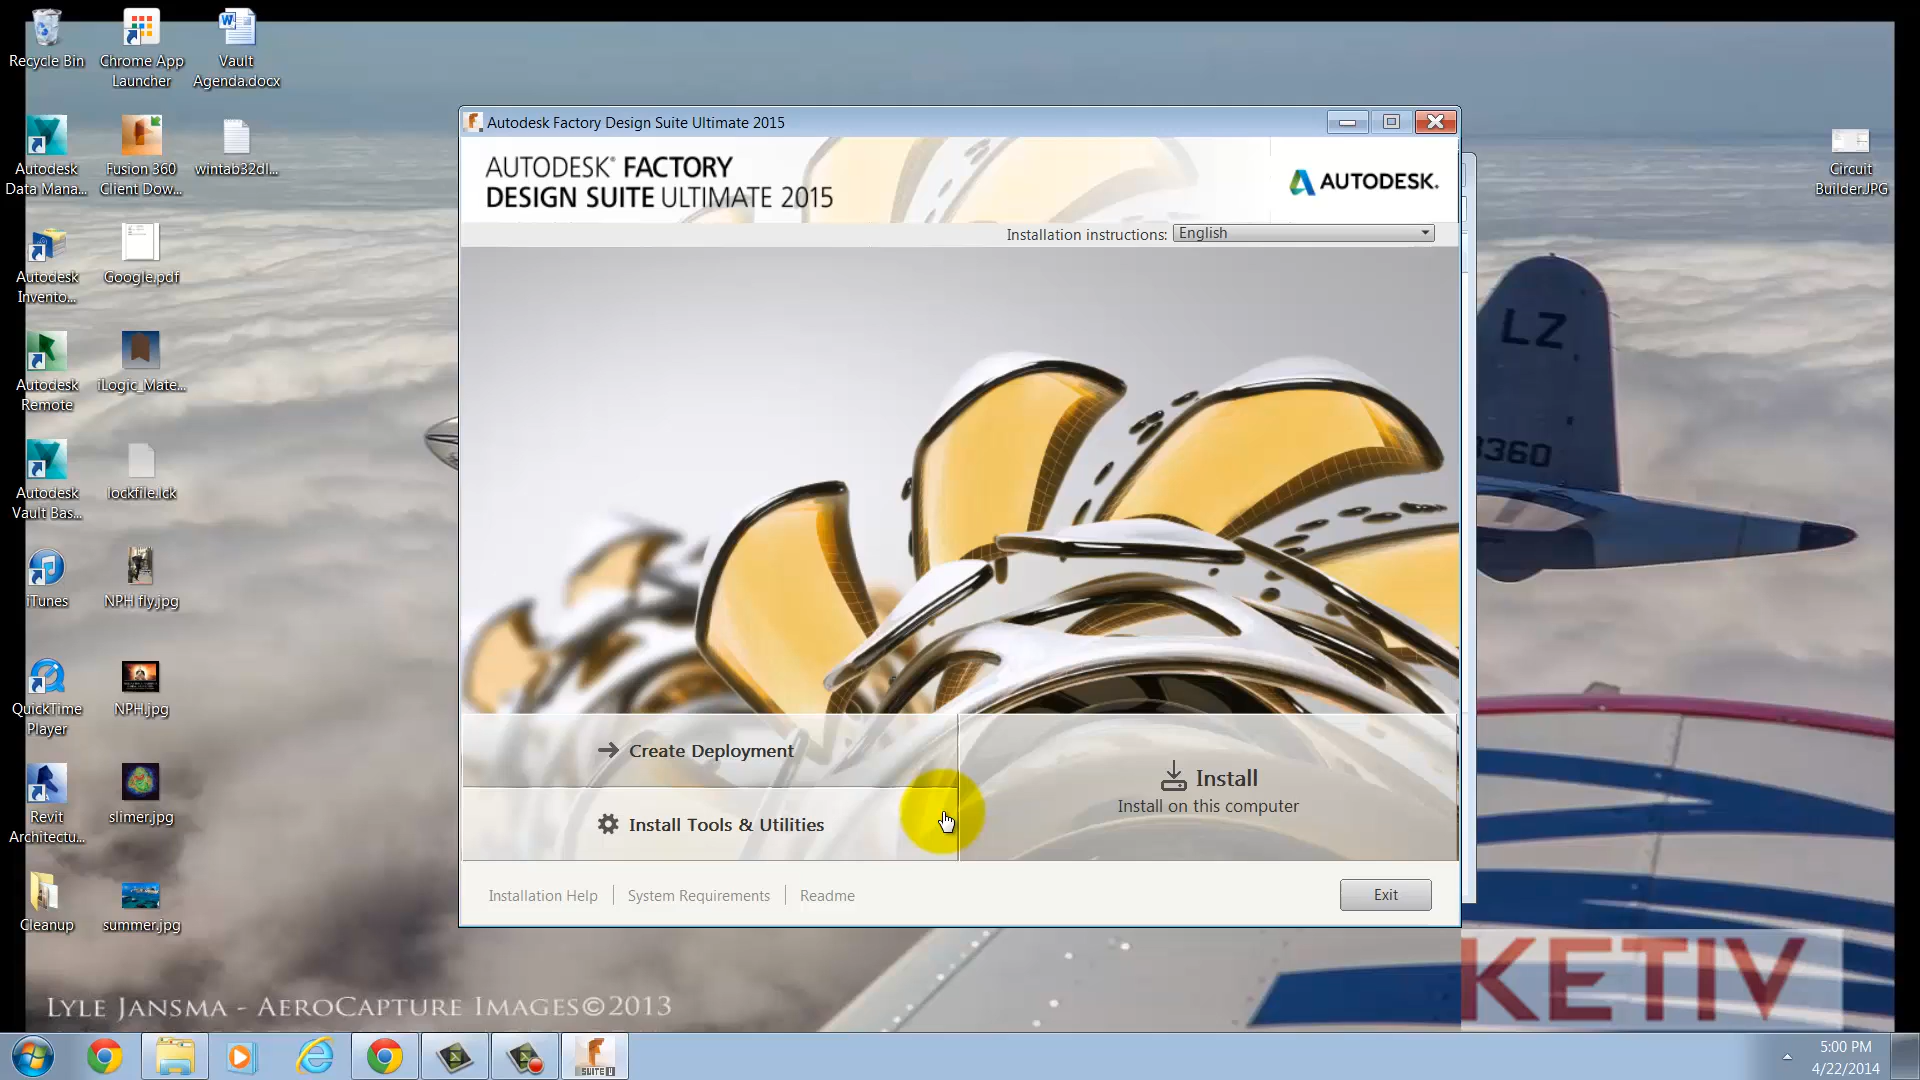 Recycle Bin
Chrome App
Launcher
Vault
Agenda.docx
Autodesk
Data Mana...
Fusion 360
Client Dow...
wintab32dl...
Autodesk
Invento...
Google.pdf
Autodesk
Remote
iLogic_Mate...
Autodesk
Vault Bas...
lockfile.lck
iTunes
NPH fly.jpg
QuickTime
Player
NPH.jpg
Revit
Architectu...
slimer.jpg
Cleanup
summer.jpg
Circuit
Builder.JPG
Autodesk Factory Design Suite Ultimate 2015
AUTODESK® FACTORY
DESIGN SUITE ULTIMATE 2015
AUTODESK.
Installation instructions: English
Create Deployment
Install Tools & Utilities
Install
Install on this computer
Installation Help
System Requirements
Readme
Exit
LZ
3360
KETIV
LYLE JANSMA - AEROCAPTURE IMAGES©2013
SUITE U
5:00 PM
4/22/2014